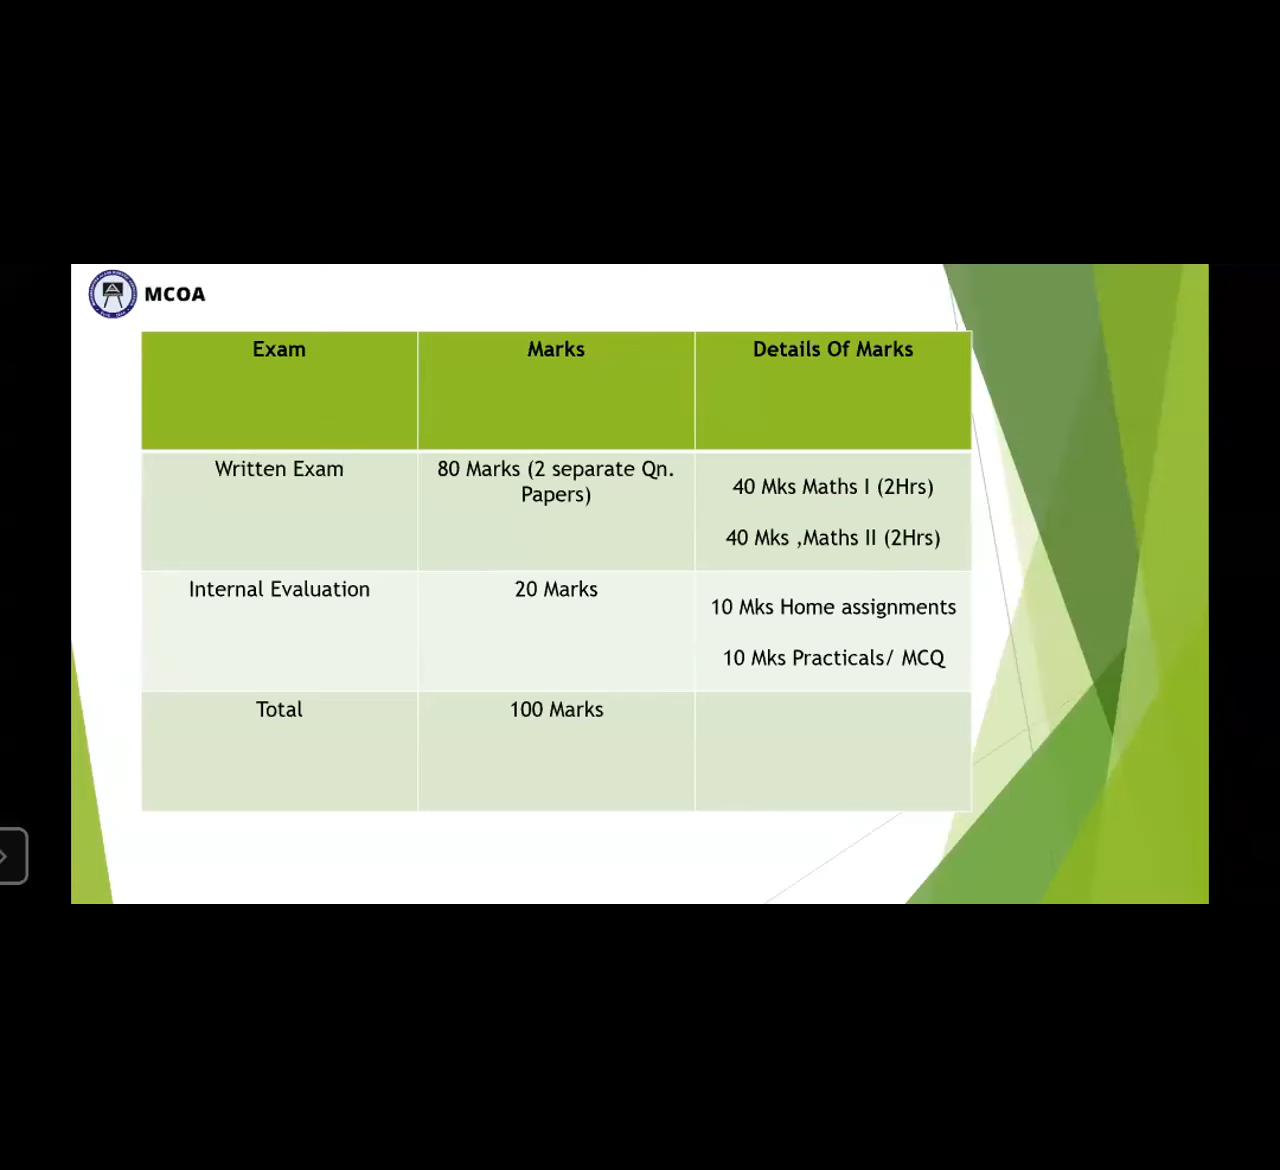 MCOA
Exam
Marks
Details Of Marks
Written Exam
80 Marks (2 separate Qn.
Papers)
40 Mks Maths I (2Hrs)
40 Mks ,Maths II (2Hrs)
Internal Evaluation
20 Marks
10 Mks Home assignments
10 Mks Practicals/ MCQ
Total
100 Marks